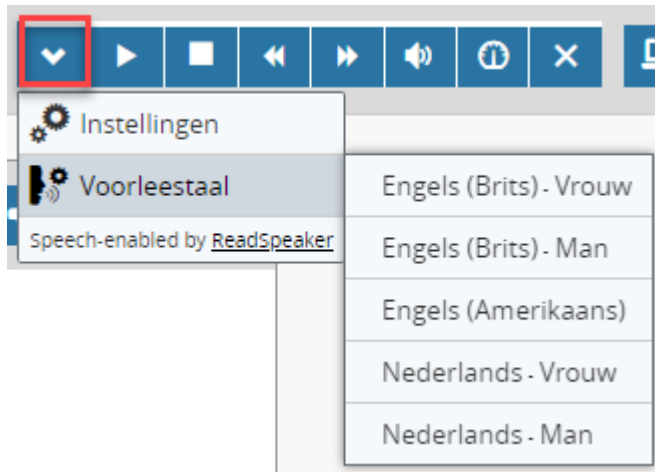 Instellingen
Voorleestaal
Speech-enabled by ReadSpeaker
Engels (Brits) - Vrouw
Engels (Brits) - Man
Engels (Amerikaans)
Nederlands - Vrouw
Nederlands - Man